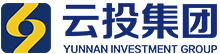 云投集团
YUNNAN INVESTMENT GROUP